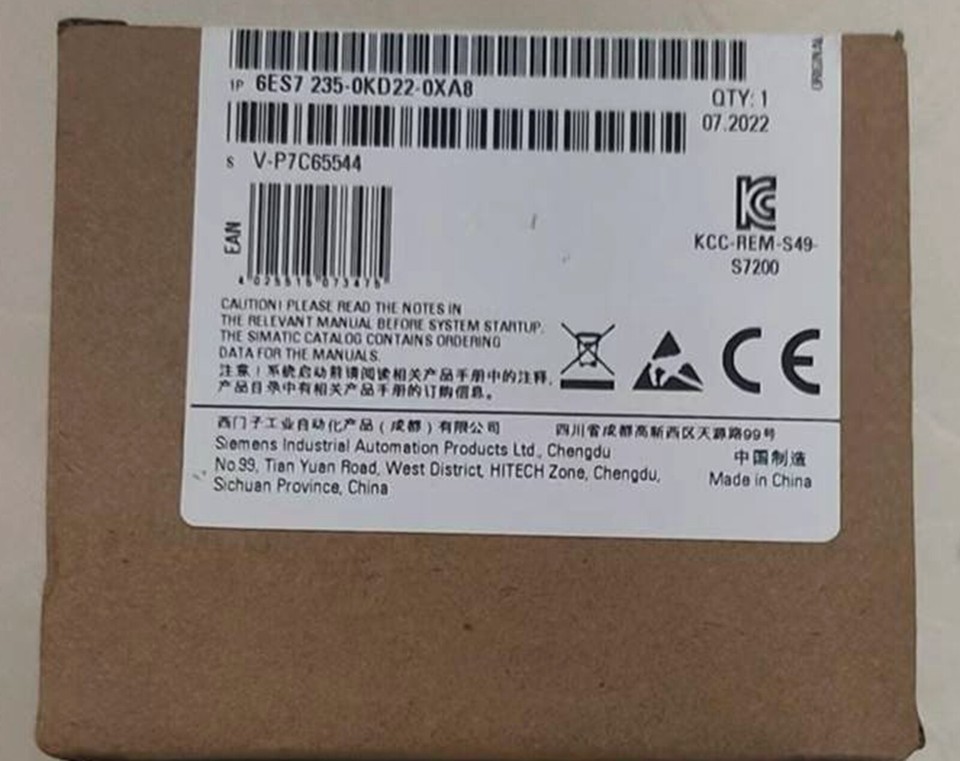 ORIGINAL
1P 6ES7 235-0KD22-0XA8
QTY: 1
07.2022
S V-P7C65544
KCC-REM-S49-
S7200
EAN
4 025515 073475
CAUTION! PLEASE READ THE NOTES IN
THE RELEVANT MANUAL BEFORE SYSTEM STARTUP.
THE SIMATIC CATALOG CONTAINS ORDERING
DATA FOR THE MANUALS.
注意！系统启动前请阅读相关产品手册中的注释，
产品目录中有相关产品手册的订购信息。
CE
西门子工业自动化产品（成都）有限公司 四川省成都高新西区天源路99号
Siemens Industrial Automation Products Ltd., Chengdu
No.99, Tian Yuan Road, West District, HITECH Zone, Chengdu,
Sichuan Province, China
中国制造
Made in China